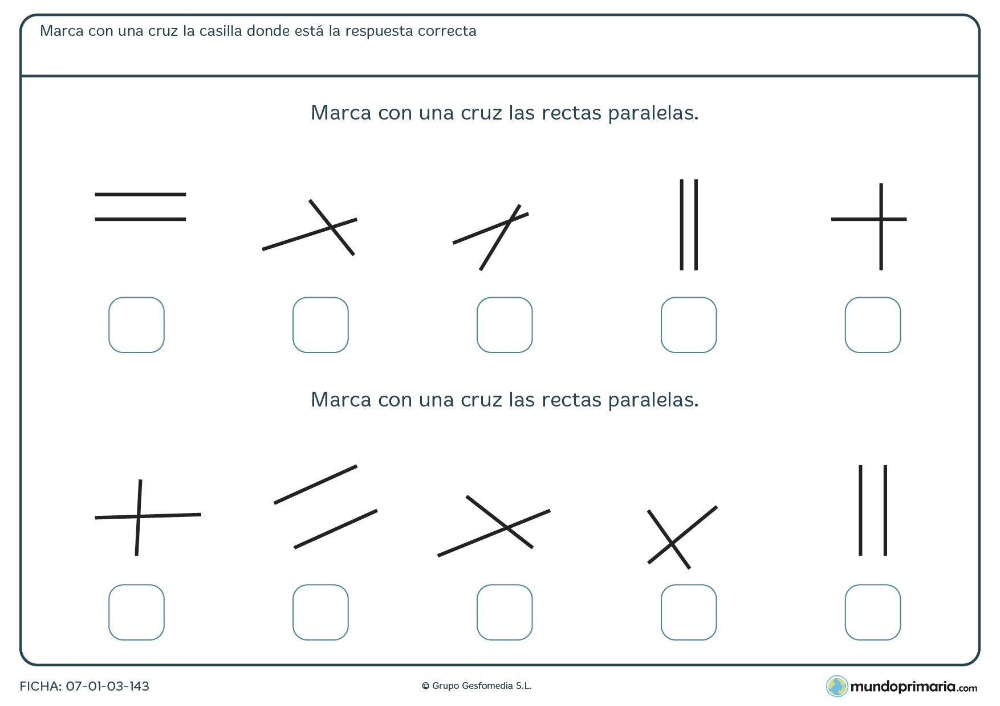 Marca con una cruz la casilla donde está la respuesta correcta
Marca con una cruz las rectas paralelas.
Marca con una cruz las rectas paralelas.
FICHA: 07-01-03-143
© Grupo Gesfomedia S.L.
mundoprimaria.com